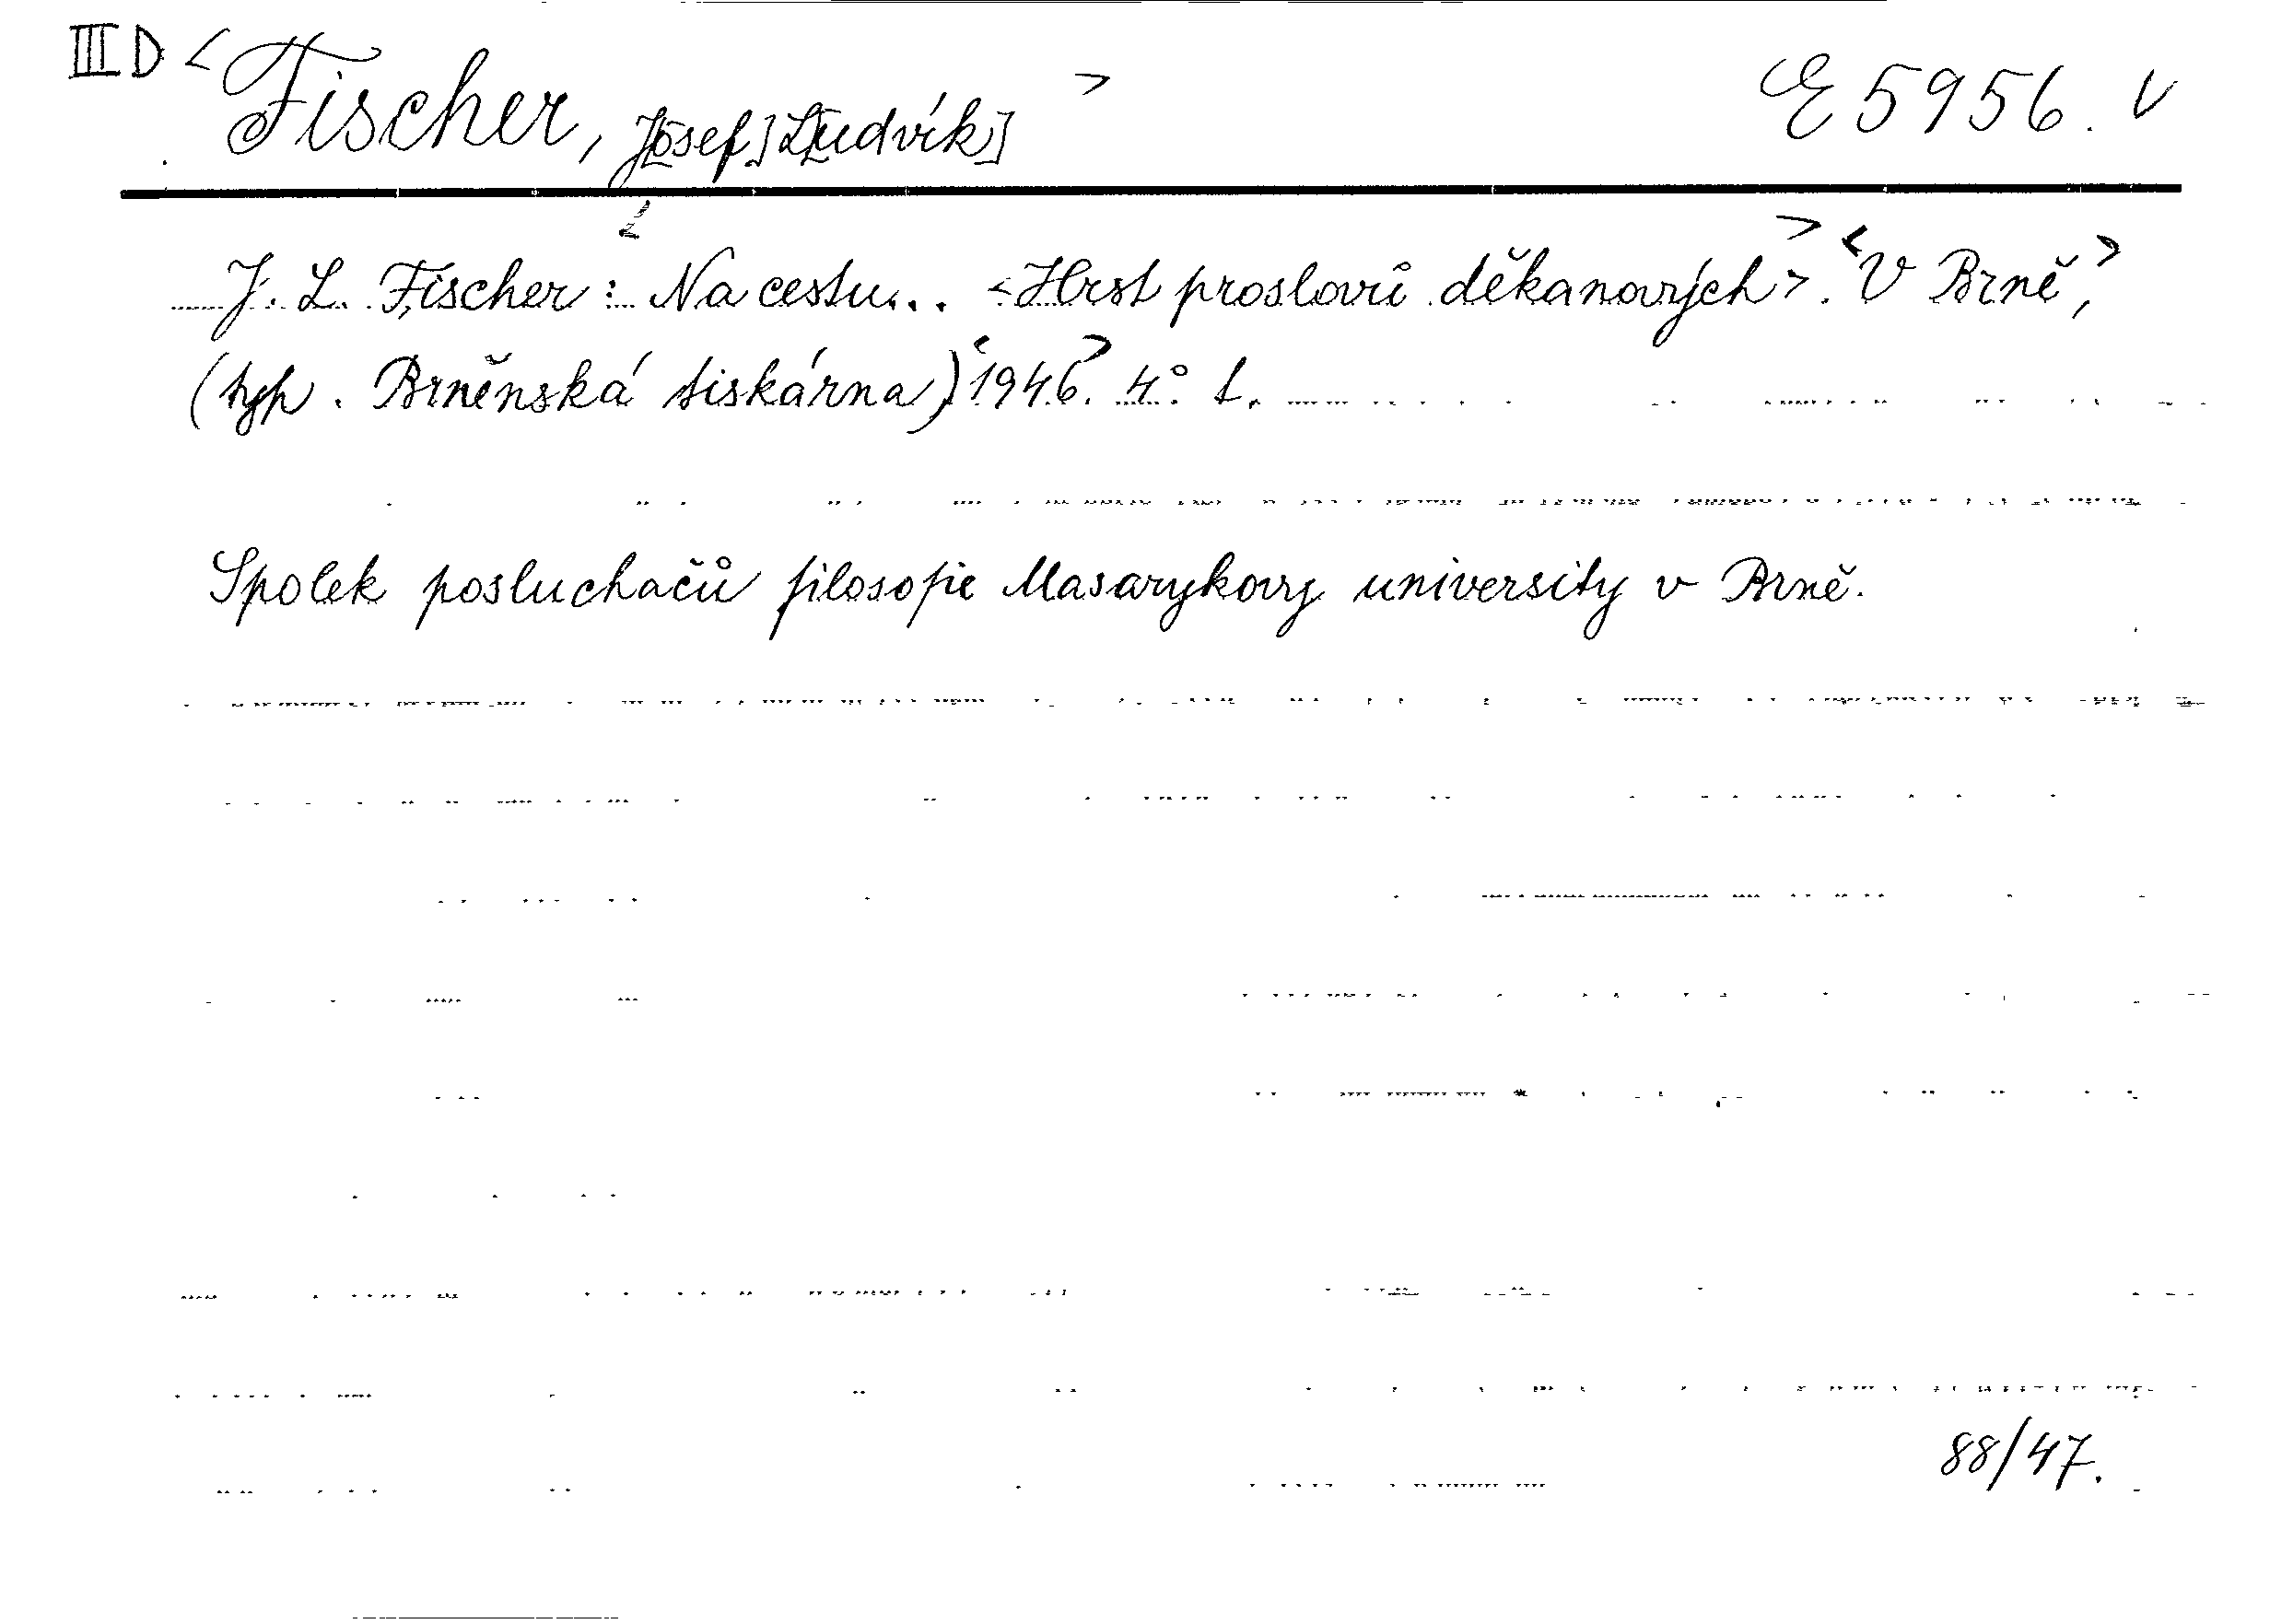 III D < Fischer, J[osef] L[udvík] > E 5956. v
J. L. Fischer: Na cestu... <Hrst proslovů děkanových>. <V Brně,>
(typ. Brněnská tiskárna) <1946>. 4° 1.
Spolek posluchačů filosofie Masarykovy university v Brně.
88/47.